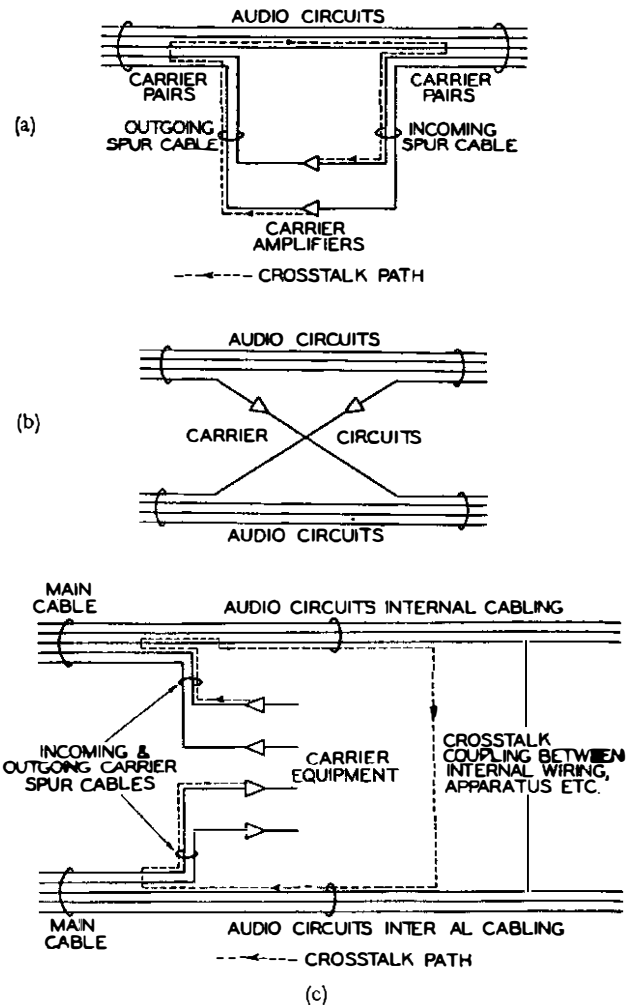 AUDIO CIRCUITS
CARRIER PAIRS
CARRIER PAIRS
(a)
OUTGOING
SPUR CABLE
INCOMING
SPUR CABLE
CARRIER
AMPLIFIERS
CROSSTALK PATH
AUDIO CIRCUITS
(b)
CARRIER CIRCUITS
AUDIO CIRCUITS
MAIN
CABLE
AUDIO CIRCUITS INTERNAL CABLING
INCOMING &
OUTGOING CARRIER
SPUR CABLES
CARRIER
EQUIPMENT
CROSSTALK
COUPLING BETWEEN
INTERNAL WIRING,
APPARATUS ETC.
MAIN
CABLE
AUDIO CIRCUITS INTER AL CABLING
CROSSTALK PATH
(c)